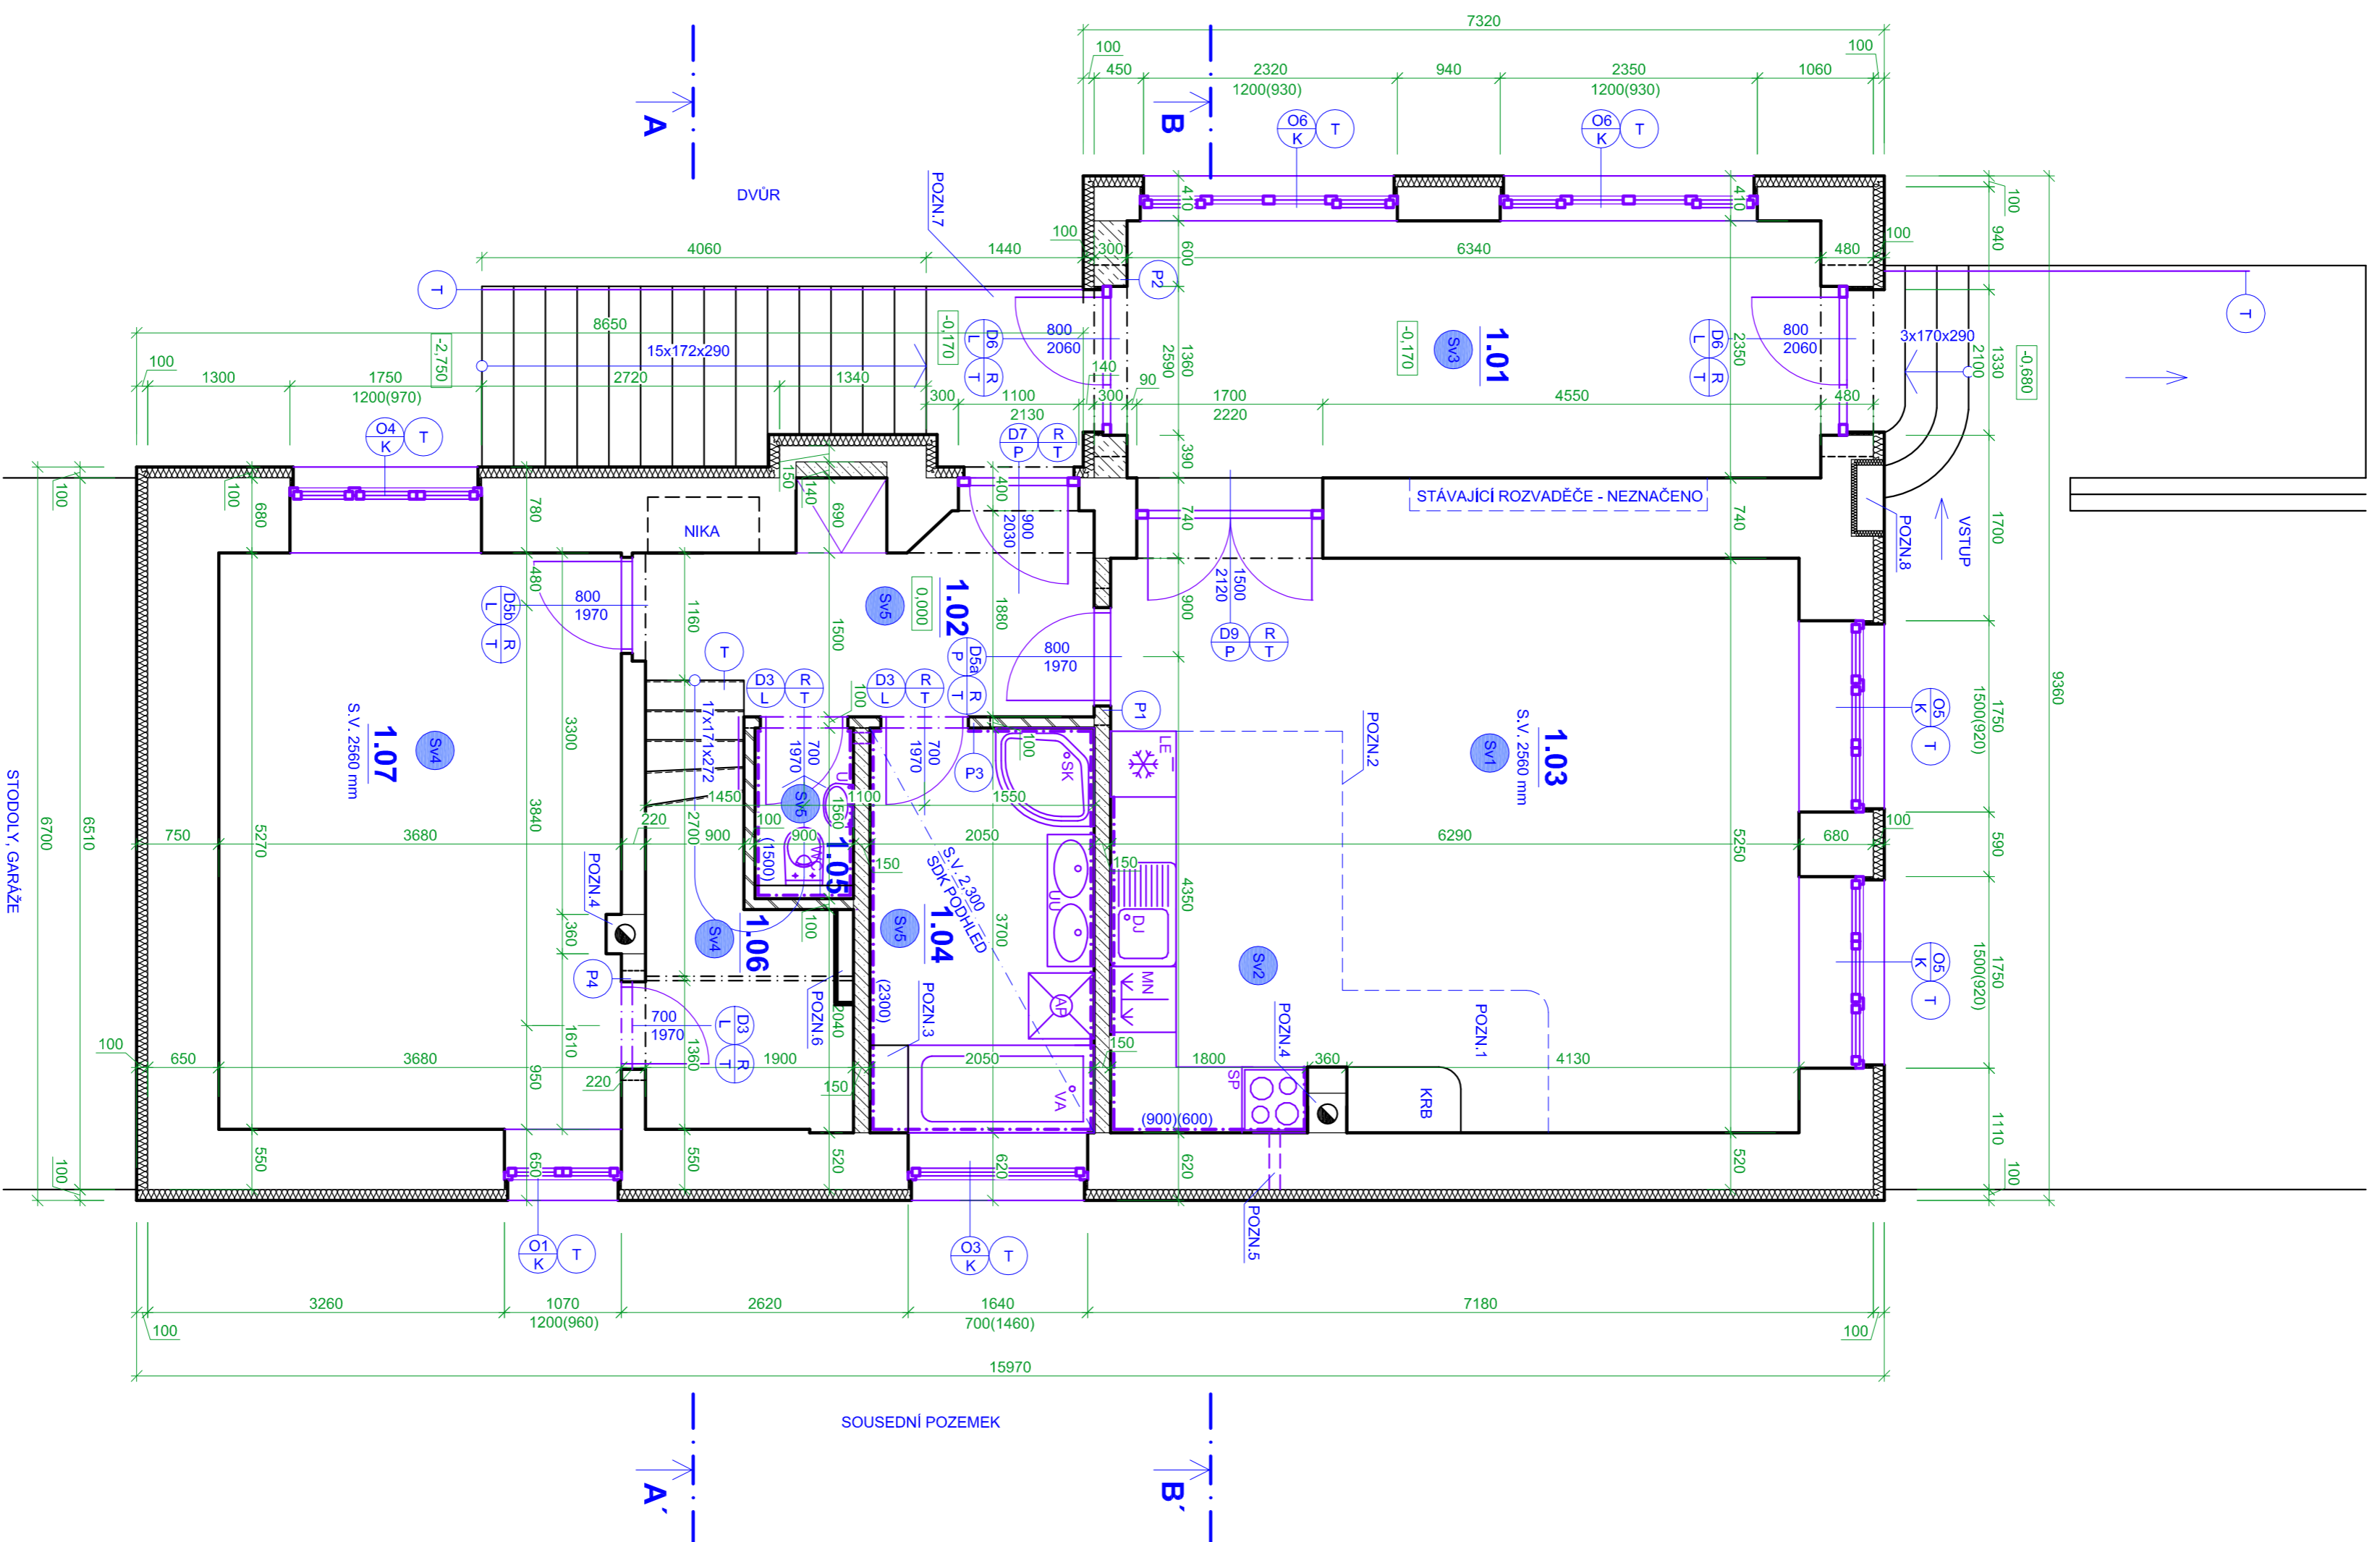 7320
100
100
450
2320
940
2350
1060
1200(930)
1200(930)
O6
K
T
O6
K
T
A
B
DVŮR
POZN.7
410
410
100
940
9360
4060
1440
100
300
600
6340
480
100
P2
T
T
8650
15x172x290
-2,750
-0,170
D6
L
R
T
800
2060
2590
1360
1.01
Sv3
-0,170
2350
D6
L
R
T
800
2060
3x170x290
2100
1330
-0,680
100
1300
1750
1200(970)
2720
1340
140
90
300
1100
2130
300
1700
2220
4550
480
O4
K
T
D7
P
R
T
390
STÁVAJÍCÍ ROZVADĚČE - NEZNAČENO
POZN.8
VSTUP
1700
100
100
680
780
NIKA
150
140
690
400
900
2030
740
740
480
1160
1500
1.02
Sv5
0,000
1880
1500
2120
900
D9
P
R
T
D5b
L
R
T
800
1970
D5a
P
R
T
800
1970
T
D3
L
R
T
D3
L
R
T
100
P1
POZN.2
1.03
S.V. 2560 mm
Sv1
1750
1500(920)
O5
K
T
1.07
S.V. 2560 mm
Sv4
3300
17x171x272
700
1970
700
1970
P3
100
SK
LE
STODOLY, GARÁŽE
6700
6510
5270
3840
1450
2700
1100
1560
1550
Sv5
1.05
WC
(1500)
U
750
3680
220
900
100
900
2050
150
150
6290
5250
680
100
590
S.V. 2,300
SDK PODHLED
UU
4350
DJ
POZN.4
360
P4
1.06
Sv4
100
POZN.6
1.04
Sv5
3700
(2300)
POZN.3
AP
MN
Sv2
POZN.4
POZN.1
1750
1500(920)
O5
K
T
700
1970
D3
L
R
T
2040
1610
1360
100
650
3680
220
950
1900
150
2050
150
1800
360
4130
VA
SP
KRB
(900)(600)
1110
100
100
550
650
550
520
620
620
520
POZN.5
O1
K
T
O3
K
T
3260
1070
2620
1640
7180
1200(960)
700(1460)
100
100
15970
SOUSEDNÍ POZEMEK
A´
B´